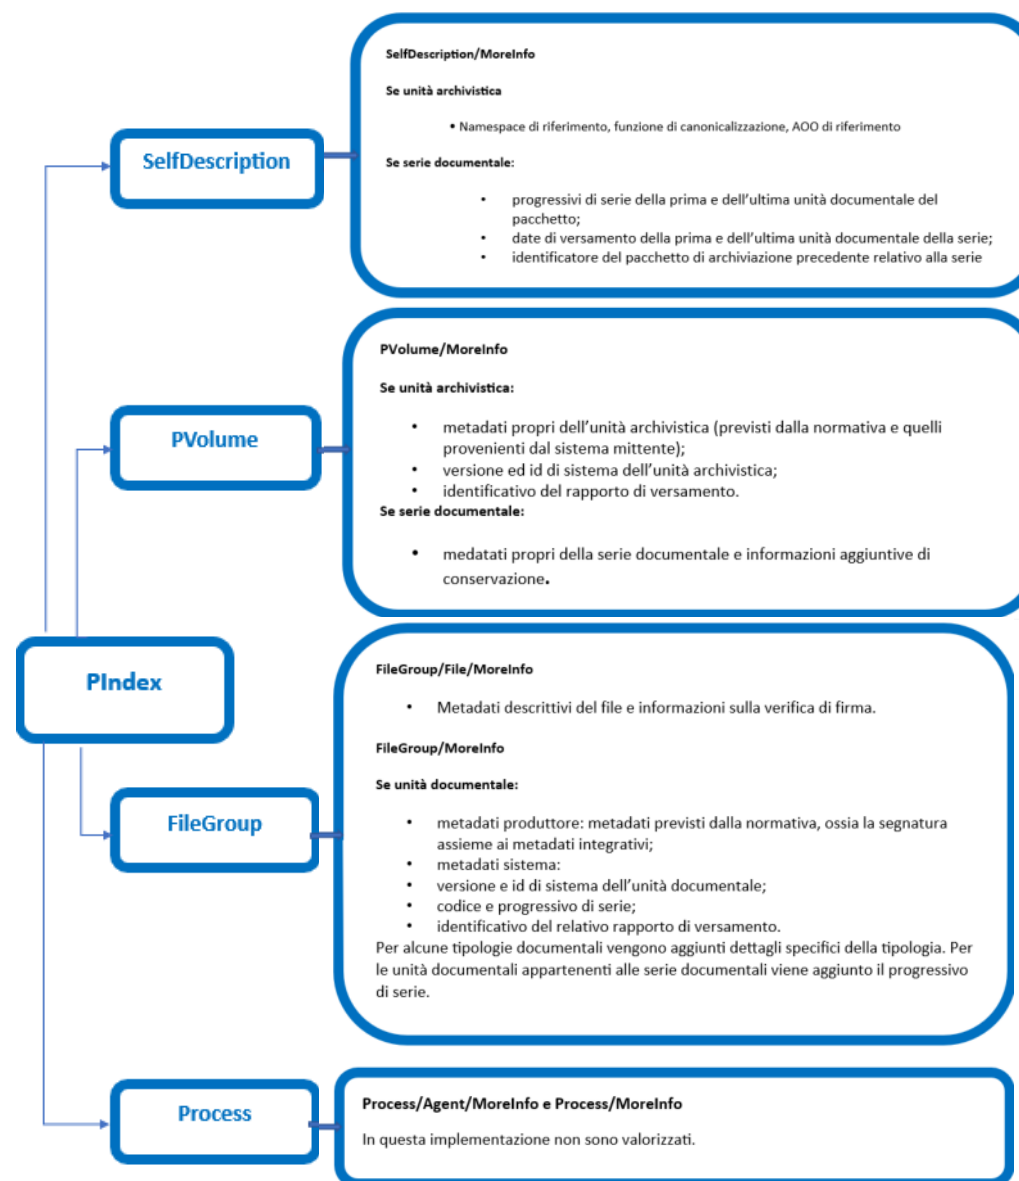 SelfDescription/MoreInfo
Se unità archivistica
• Namespace di riferimento, funzione di canonicalizzazione, AOO di riferimento
Se serie documentale:
• progressivi di serie della prima e dell'ultima unità documentale del
pacchetto;
• date di versamento della prima e dell'ultima unità documentale della serie;
• identificatore del pacchetto di archiviazione precedente relativo alla serie
SelfDescription
PVolume/MoreInfo
Se unità archivistica:
• metadati propri dell'unità archivistica (previsti dalla normativa e quelli
provenienti dal sistema mittente);
• versione ed id di sistema dell'unità archivistica;
• identificativo del rapporto di versamento.
Se serie documentale:
• medatati propri della serie documentale e informazioni aggiuntive di
conservazione.
PVolume
PIndex
FileGroup/File/MoreInfo
• Metadati descrittivi del file e informazioni sulla verifica di firma.
FileGroup/MoreInfo
Se unità documentale:
• metadati produttore: metadati previsti dalla normativa, ossia la segnatura
assieme ai metadati integrativi;
• metadati sistema:
• versione e id di sistema dell'unità documentale;
• codice e progressivo di serie;
• identificativo del relativo rapporto di versamento.
Per alcune tipologie documentali vengono aggiunti dettagli specifici della tipologia. Per
le unità documentali appartenenti alle serie documentali viene aggiunto il progressivo
di serie.
FileGroup
Process
Process/Agent/MoreInfo e Process/MoreInfo
In questa implementazione non sono valorizzati.